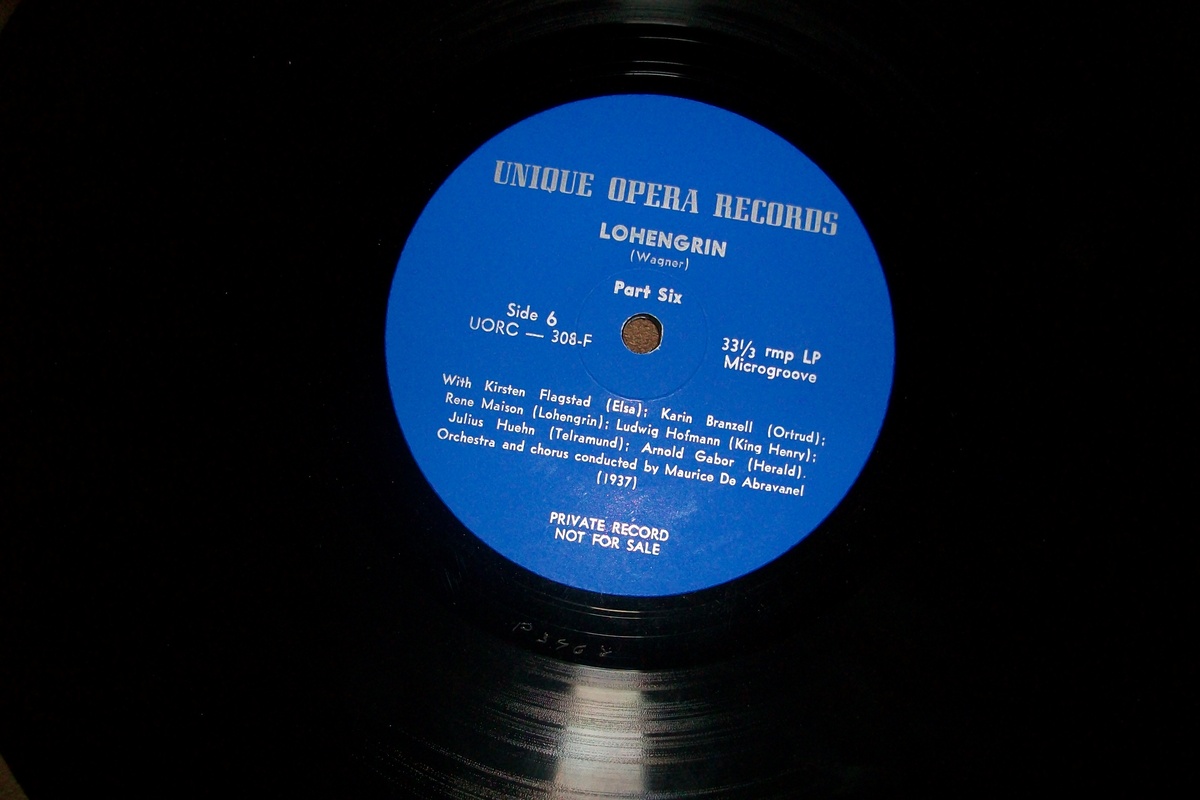 UNIQUE OPERA RECORDS
LOHENGRIN
(Wagner)
Part Six
Side 6
UORC — 308-F
33⅓ rmp LP
Microgroove
With Kirsten Flagstad (Elsa); Karin Branzell (Ortrud);
Rene Maison (Lohengrin); Ludwig Hofmann (King Henry);
Julius Huehn (Telramund); Arnold Gabor (Herald).
Orchestra and chorus conducted by Maurice De Abravanel
(1937)
PRIVATE RECORD
NOT FOR SALE